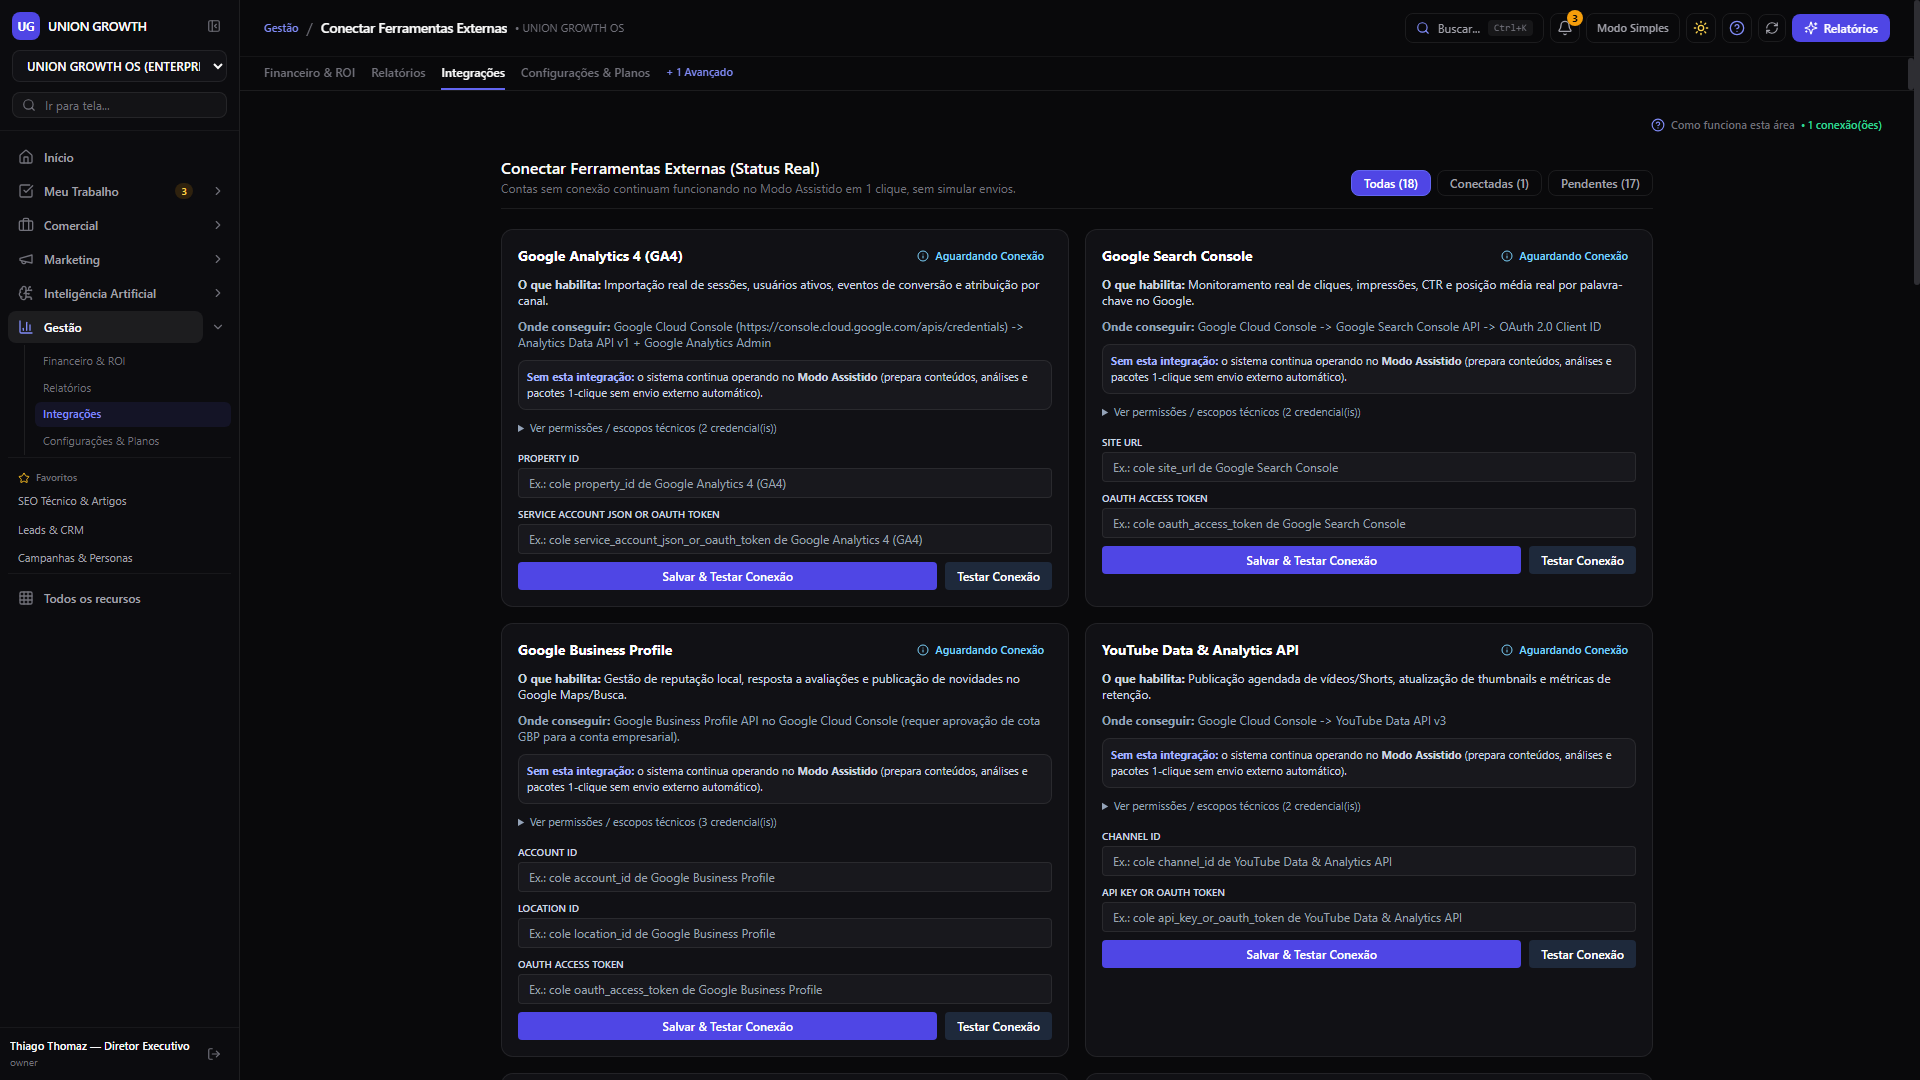 UG UNION GROWTH
UNION GROWTH OS (ENTERPRI
Ir para tela...
Início
Meu Trabalho 3
Comercial
Marketing
Inteligência Artificial
Gestão
Financeiro & ROI
Relatórios
Integrações
Configurações & Planos
Favoritos
SEO Técnico & Artigos
Leads & CRM
Campanhas & Personas
Todos os recursos
Thiago Thomaz — Diretor Executivo
owner
Gestão / Conectar Ferramentas Externas • UNION GROWTH OS
Buscar... Ctrl+K 3 Modo Simples Relatórios
Financeiro & ROI Relatórios Integrações Configurações & Planos + 1 Avançado
Como funciona esta área • 1 conexão(ões)
Conectar Ferramentas Externas (Status Real)
Contas sem conexão continuam funcionando no Modo Assistido em 1 clique, sem simular envios.
Todas (18) Conectadas (1) Pendentes (17)
Google Analytics 4 (GA4) Aguardando Conexão
O que habilita: Importação real de sessões, usuários ativos, eventos de conversão e atribuição por
canal.
Onde conseguir: Google Cloud Console (https://console.cloud.google.com/apis/credentials) ->
Analytics Data API v1 + Google Analytics Admin
Sem esta integração: o sistema continua operando no Modo Assistido (prepara conteúdos, análises e
pacotes 1-clique sem envio externo automático).
Ver permissões / escopos técnicos (2 credencial(is))
PROPERTY ID
Ex.: cole property_id de Google Analytics 4 (GA4)
SERVICE ACCOUNT JSON OR OAUTH TOKEN
Ex.: cole service_account_json_or_oauth_token de Google Analytics 4 (GA4)
Salvar & Testar Conexão Testar Conexão
Google Search Console Aguardando Conexão
O que habilita: Monitoramento real de cliques, impressões, CTR e posição média real por palavra-
chave no Google.
Onde conseguir: Google Cloud Console -> Google Search Console API -> OAuth 2.0 Client ID
Sem esta integração: o sistema continua operando no Modo Assistido (prepara conteúdos, análises e
pacotes 1-clique sem envio externo automático).
Ver permissões / escopos técnicos (2 credencial(is))
SITE URL
Ex.: cole site_url de Google Search Console
OAUTH ACCESS TOKEN
Ex.: cole oauth_access_token de Google Search Console
Salvar & Testar Conexão Testar Conexão
Google Business Profile Aguardando Conexão
O que habilita: Gestão de reputação local, resposta a avaliações e publicação de novidades no
Google Maps/Busca.
Onde conseguir: Google Business Profile API no Google Cloud Console (requer aprovação de cota
GBP para a conta empresarial).
Sem esta integração: o sistema continua operando no Modo Assistido (prepara conteúdos, análises e
pacotes 1-clique sem envio externo automático).
Ver permissões / escopos técnicos (3 credencial(is))
ACCOUNT ID
Ex.: cole account_id de Google Business Profile
LOCATION ID
Ex.: cole location_id de Google Business Profile
OAUTH ACCESS TOKEN
Ex.: cole oauth_access_token de Google Business Profile
Salvar & Testar Conexão Testar Conexão
YouTube Data & Analytics API Aguardando Conexão
O que habilita: Publicação agendada de vídeos/Shorts, atualização de thumbnails e métricas de
retenção.
Onde conseguir: Google Cloud Console -> YouTube Data API v3
Sem esta integração: o sistema continua operando no Modo Assistido (prepara conteúdos, análises e
pacotes 1-clique sem envio externo automático).
Ver permissões / escopos técnicos (2 credencial(is))
CHANNEL ID
Ex.: cole channel_id de YouTube Data & Analytics API
API KEY OR OAUTH TOKEN
Ex.: cole api_key_or_oauth_token de YouTube Data & Analytics API
Salvar & Testar Conexão Testar Conexão